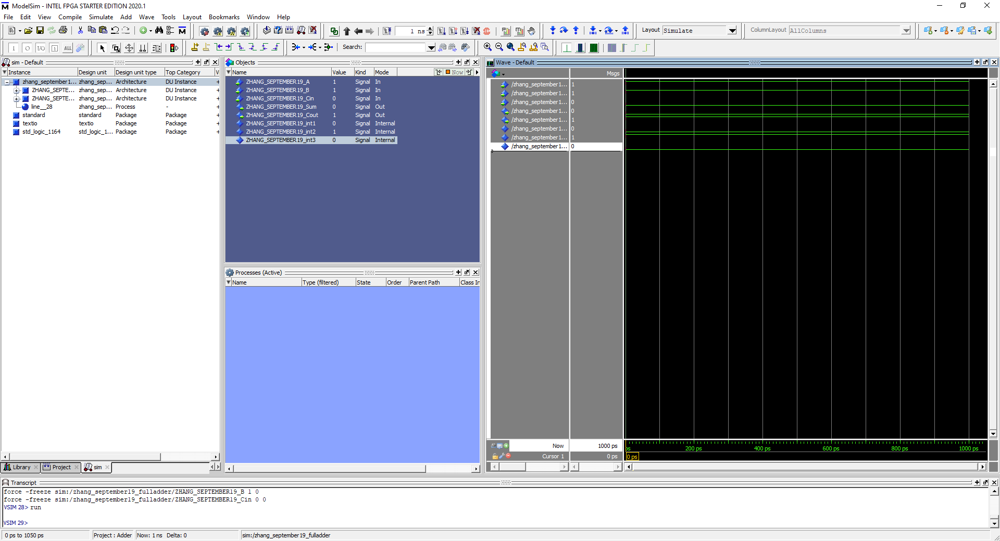 ModelSim - INTEL FPGA STARTER EDITION 2020.1
File Edit View Compile Simulate Add Wave Tools Layout Bookmarks Window Help
1 ns
Layout Simulate
ColumnLayout AllColumns
Search:
sim - Default
Instance Design unit Design unit type Top Category
zhang_september1... zhang_sep... Architecture DU Instance +
ZHANG_SEPTE... zhang_sep... Architecture DU Instance +
ZHANG_SEPTE... zhang_sep... Architecture DU Instance +
line__28 zhang_sep... Process - +
standard standard Package Package +
textio textio Package Package +
std_logic_1164 std_logic_1... Package Package +
Library Project sim
Objects
Name Value Kind Mode Now
ZHANG_SEPTEMBER19_A 1 Signal In
ZHANG_SEPTEMBER19_B 1 Signal In
ZHANG_SEPTEMBER19_Cin 0 Signal In
ZHANG_SEPTEMBER19_Sum 0 Signal Out
ZHANG_SEPTEMBER19_Cout 1 Signal Out
ZHANG_SEPTEMBER19_int1 0 Signal Internal
ZHANG_SEPTEMBER19_int2 1 Signal Internal
ZHANG_SEPTEMBER19_int3 0 Signal Internal
Processes (Active)
Name Type (filtered) State Order Parent Path Class In
Wave - Default
Msgs
/zhang_september1... 1
/zhang_september1... 1
/zhang_september1... 0
/zhang_september1... 0
/zhang_september1... 1
/zhang_september1... 0
/zhang_september1... 1
/zhang_september1... 0
Now 1000 ps
ps 200 ps 400 ps 600 ps 800 ps 1000 ps
Cursor 1 0 ps
0 ps
Transcript
force -freeze sim:/zhang_september19_fulladder/ZHANG_SEPTEMBER19_B 1 0
force -freeze sim:/zhang_september19_fulladder/ZHANG_SEPTEMBER19_Cin 0 0
VSIM 28> run
VSIM 29>
0 ps to 1050 ps Project : Adder Now: 1 ns Delta: 0 sim:/zhang_september19_fulladder